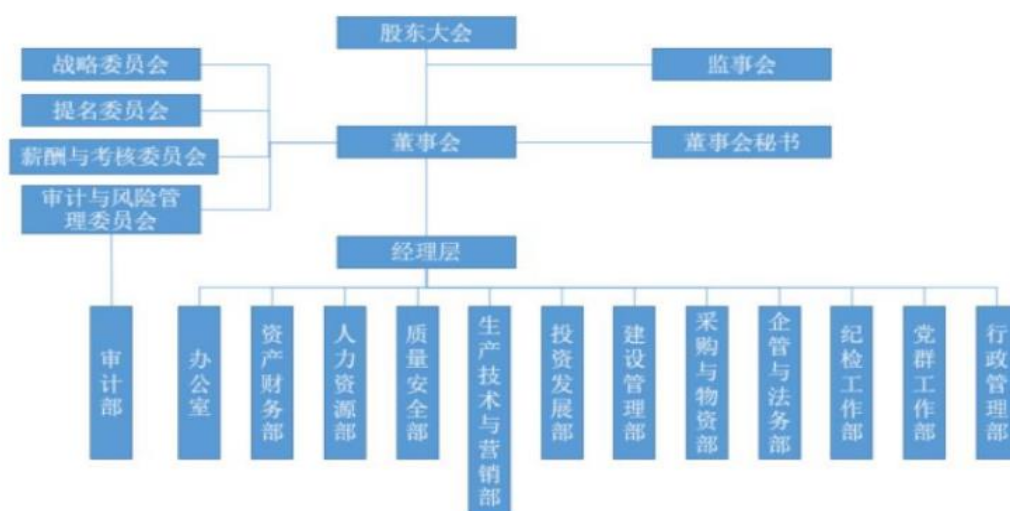 股东大会
战略委员会
监事会
提名委员会
董事会
董事会秘书
薪酬与考核委员会
审计与风险管
理委员会
经理层
审计部
办公室
资产财务部
人力资源部
质量安全部
生产技术与营销部
投资发展部
建设管理部
采购与物资部
企管与法务部
纪检工作部
党群工作部
行政管理部